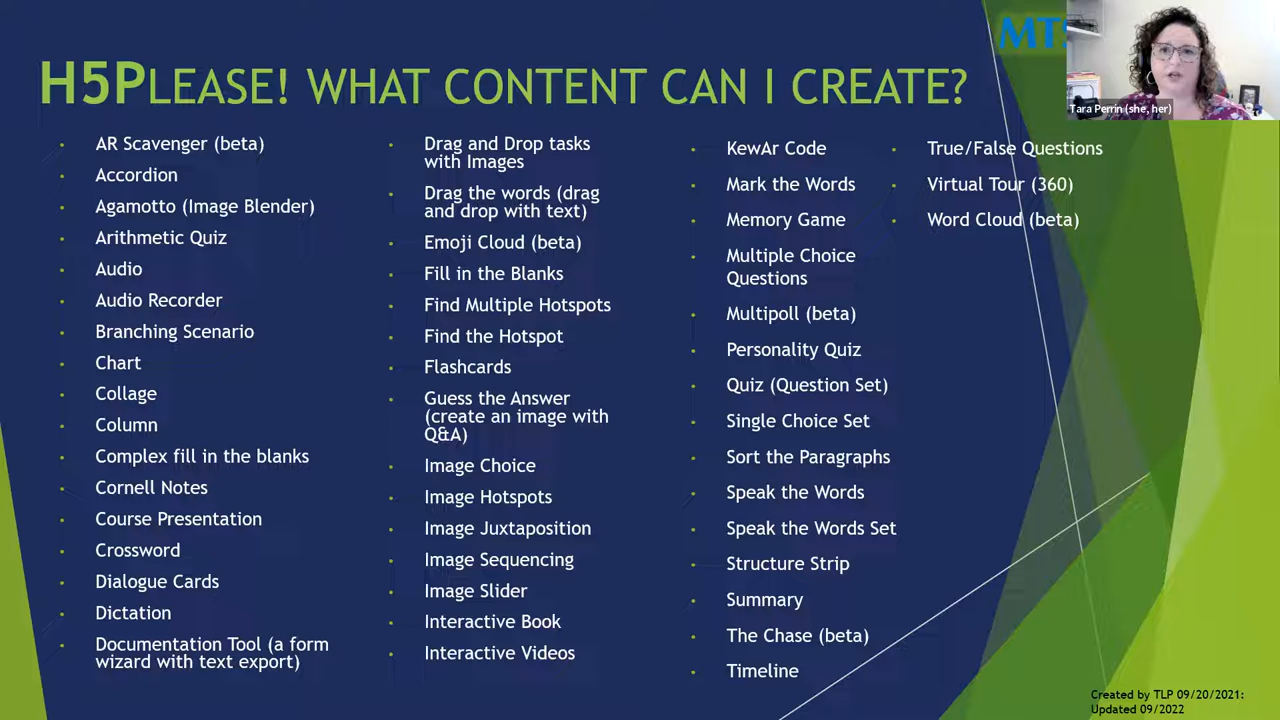 MT
Tara Perrin (she, her)
H5PLEASE! WHAT CONTENT CAN I CREATE?
AR Scavenger (beta)
Accordion
Agamotto (Image Blender)
Arithmetic Quiz
Audio
Audio Recorder
Branching Scenario
Chart
Collage
Column
Complex fill in the blanks
Cornell Notes
Course Presentation
Crossword
Dialogue Cards
Dictation
Documentation Tool (a form
wizard with text export)
Drag and Drop tasks
with Images
Drag the words (drag
and drop with text)
Emoji Cloud (beta)
Fill in the Blanks
Find Multiple Hotspots
Find the Hotspot
Flashcards
Guess the Answer
(create an image with
Q&A)
Image Choice
Image Hotspots
Image Juxtaposition
Image Sequencing
Image Slider
Interactive Book
Interactive Videos
KewAr Code
Mark the Words
Memory Game
Multiple Choice
Questions
Multipoll (beta)
Personality Quiz
Quiz (Question Set)
Single Choice Set
Sort the Paragraphs
Speak the Words
Speak the Words Set
Structure Strip
Summary
The Chase (beta)
Timeline
True/False Questions
Virtual Tour (360)
Word Cloud (beta)
Created by TLP 09/20/2021:
Updated 09/2022